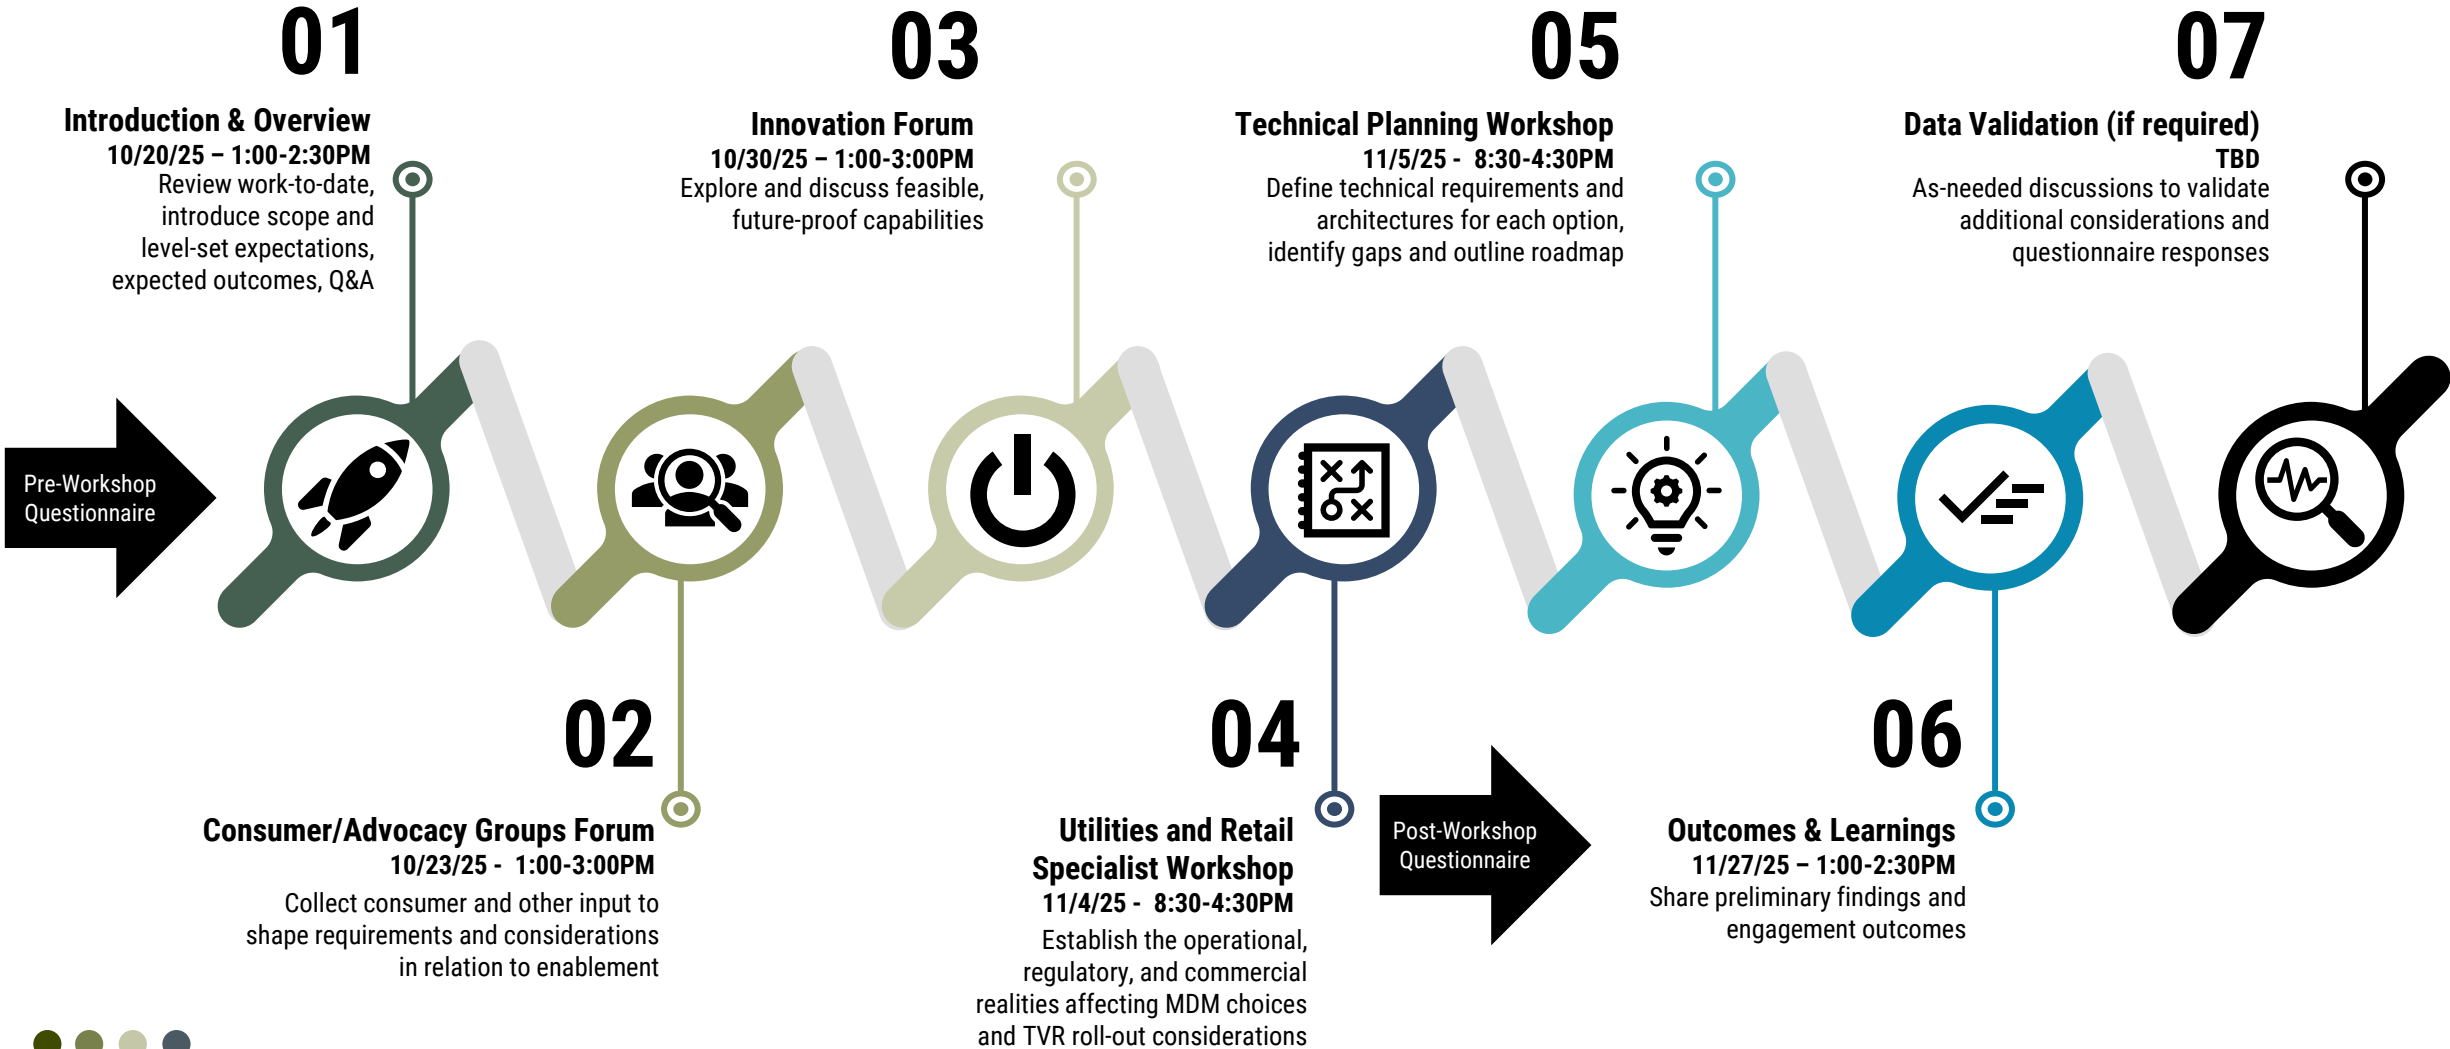 01
Introduction & Overview
10/20/25 – 1:00-2:30PM
Review work-to-date,
introduce scope and
level-set expectations,
expected outcomes, Q&A
03
Innovation Forum
10/30/25 – 1:00-3:00PM
Explore and discuss feasible,
future-proof capabilities
05
Technical Planning Workshop
11/5/25 - 8:30-4:30PM
Define technical requirements and
architectures for each option,
identify gaps and outline roadmap
07
Data Validation (if required)
TBD
As-needed discussions to validate
additional considerations and
questionnaire responses
Pre-Workshop
Questionnaire
02
Consumer/Advocacy Groups Forum
10/23/25 - 1:00-3:00PM
Collect consumer and other input to
shape requirements and considerations
in relation to enablement
04
Utilities and Retail
Specialist Workshop
11/4/25 - 8:30-4:30PM
Establish the operational,
regulatory, and commercial
realities affecting MDM choices
and TVR roll-out considerations
Post-Workshop
Questionnaire
06
Outcomes & Learnings
11/27/25 – 1:00-2:30PM
Share preliminary findings and
engagement outcomes